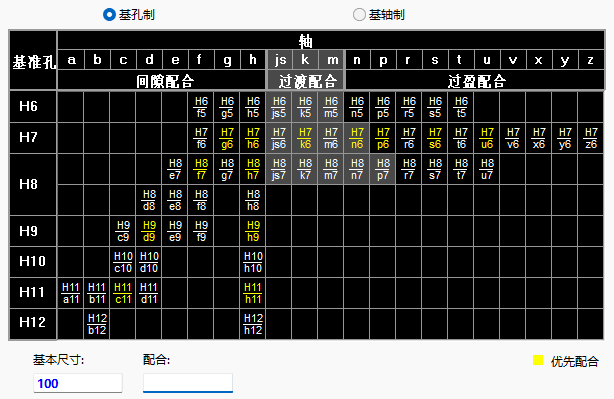 基孔制 基轴制
基准孔 轴
a b c d e f g h js k m n p r s t u v x y z
间隙配合 过渡配合 过盈配合
H6 H6/f5 H6/g5 H6/h5 H6/js5 H6/k5 H6/m5 H6/n5 H6/p5 H6/r5 H6/s5 H6/t5
H7 H7/f6 H7/g6 H7/h6 H7/js6 H7/k6 H7/m6 H7/n6 H7/p6 H7/r6 H7/s6 H7/t6 H7/u6 H7/v6 H7/x6 H7/y6 H7/z6
H8 H8/e7 H8/f7 H8/g7 H8/h7 H8/js7 H8/k7 H8/m7 H8/n7 H8/p7 H8/r7 H8/s7 H8/t7 H8/u7
H8/d8 H8/e8 H8/f8 H8/h8
H9 H9/c9 H9/d9 H9/e9 H9/f9 H9/h9
H10 H10/c10 H10/d10 H10/h10
H11 H11/a11 H11/b11 H11/c11 H11/d11 H11/h11
H12 H12/b12 H12/h12
基本尺寸: 配合: 优先配合
100